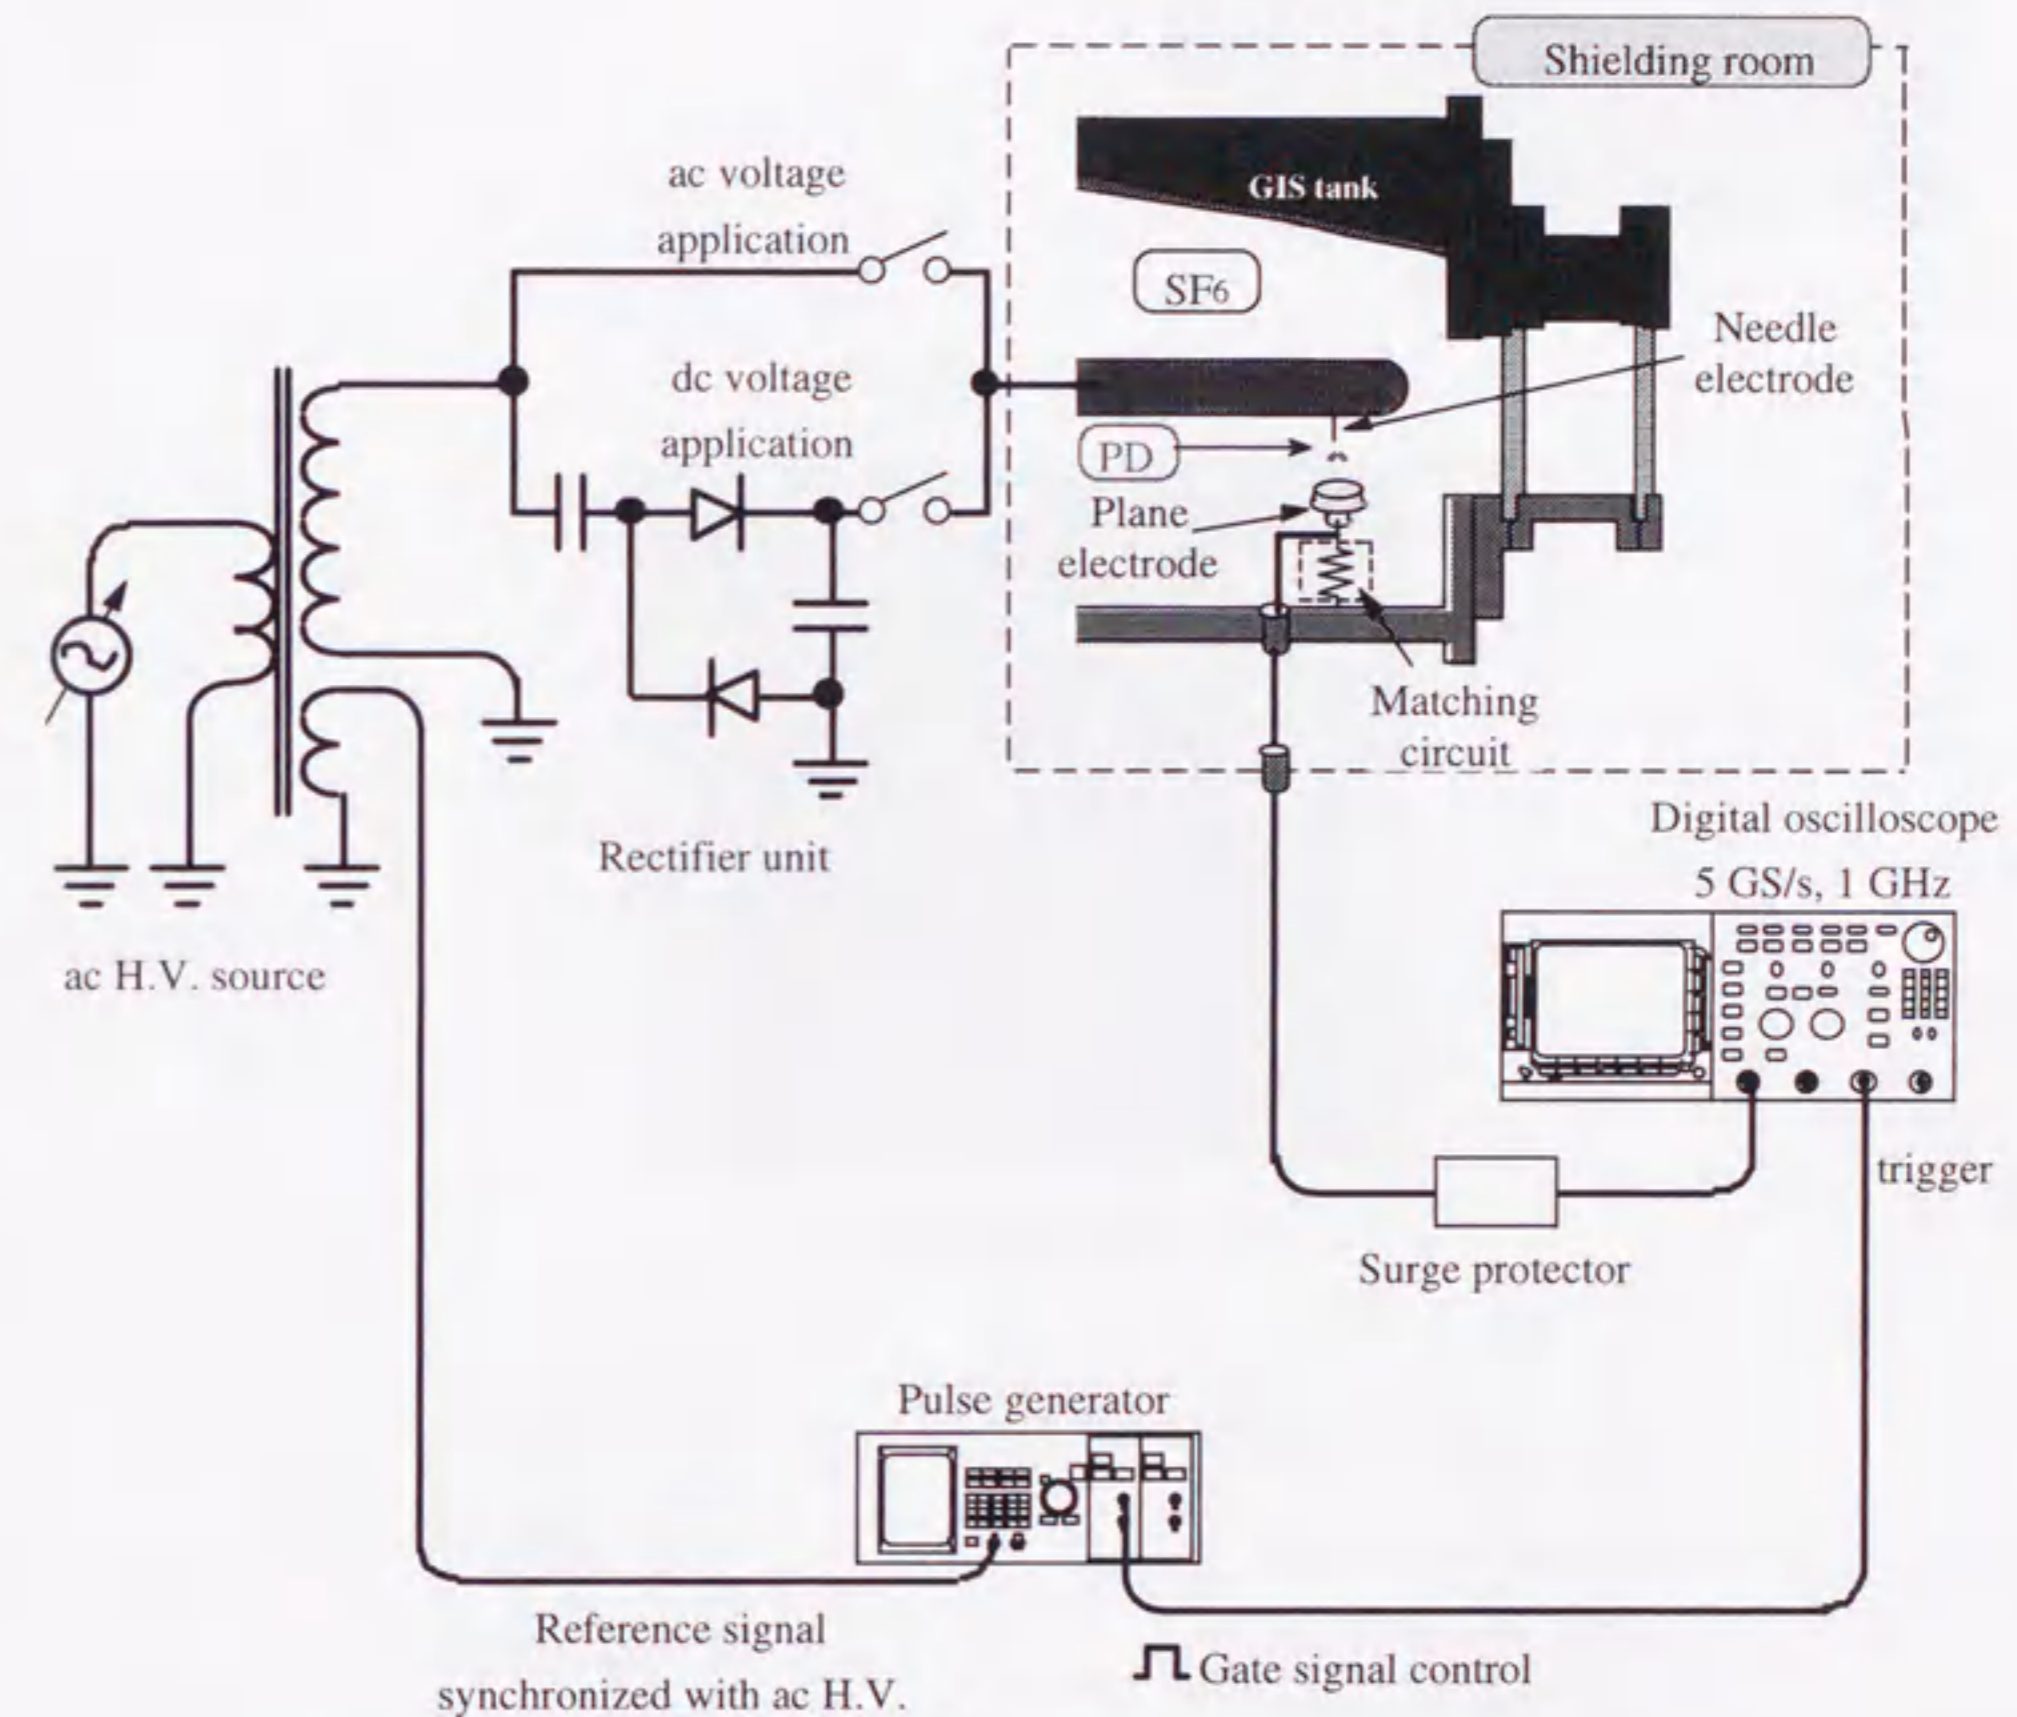 Shielding room
ac voltage
application
GIS tank
SF6
Needle
electrode
dc voltage
application
PD
Plane
electrode
Matching
circuit
Digital oscilloscope
5 GS/s, 1 GHz
Rectifier unit
ac H.V. source
trigger
Surge protector
Pulse generator
Reference signal
synchronized with ac H.V.
Gate signal control